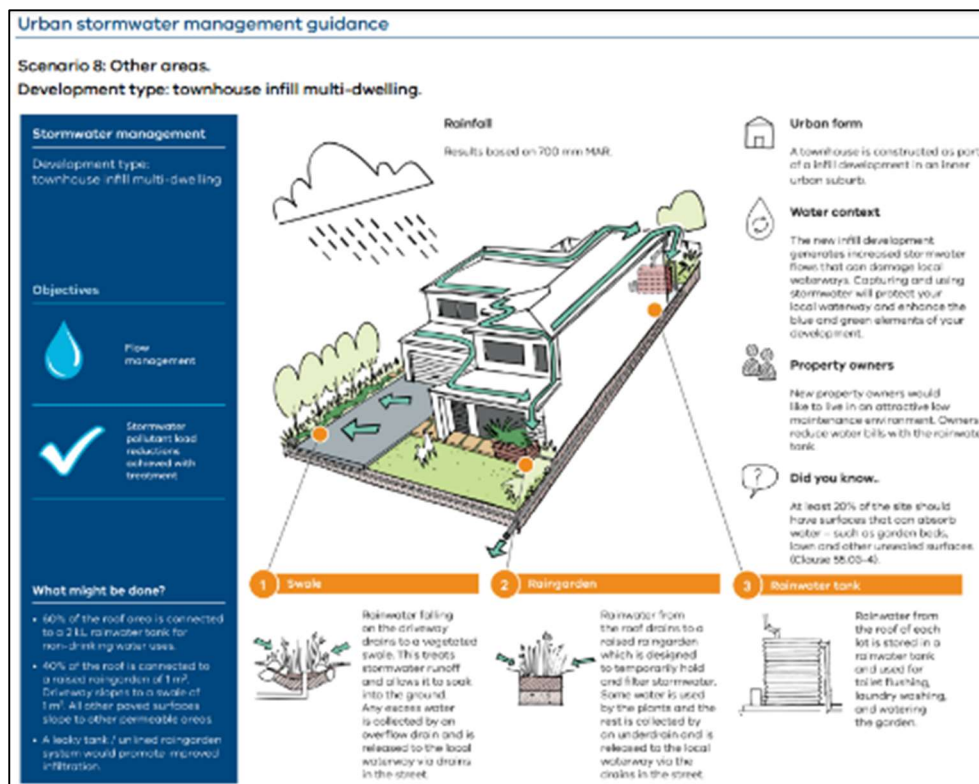 Urban stormwater management guidance
Scenario 8: Other areas.
Development type: townhouse infill multi-dwelling.
Stormwater management
Development type:
townhouse infill multi-dwelling
Objectives
Flow
management
Stormwater
pollutant load
reductions
achieved with
treatment
What might be done?
• 60% of the roof area is connected
to a 2kL rainwater tank for
non-drinking water uses.
• 40% of the roof is connected to
a raised raingarden of 1 m².
Driveway slopes to a swale of
1 m². All other paved surfaces
slope to other permeable areas.
• A leaky tank / unlined raingarden
system would promote improved
infiltration.
Rainfall
Results based on 700 mm MAR.
Urban form
A townhouse is constructed as part
of a infill development in an inner
urban suburb.
Water context
The new infill development
generates increased stormwater
flows that can damage local
waterways. Capturing and using
stormwater will protect your
local waterway and enhance the
blue and green elements of your
development.
Property owners
New property owners would
like to live in an attractive low
maintenance environment. Owners
reduce water bills with the rainwater
tank.
Did you know..
At least 20% of the site should
have surfaces that can absorb
water – such as garden beds,
lawn and other unsealed surfaces
(Clause 55.03-4).
1 Swale
Rainwater falling
on the driveway
drains to a vegetated
swale. This treats
stormwater runoff
and allows it to soak
into the ground.
Any excess water
is collected by an
overflow drain and is
released to the local
waterway via drains
in the street.
2 Raingarden
Rainwater from
the roof drains to a
raised raingarden
which is designed
to temporarily hold
and filter stormwater.
Some water is used
by the plants and the
rest is collected by
an underdrain and is
released to the local
waterway via the
drains in the street.
3 Rainwater tank
Rainwater from
the roof of each
lot is stored in a
rainwater tank
and used for
toilet flushing,
laundry washing,
and watering
the garden.